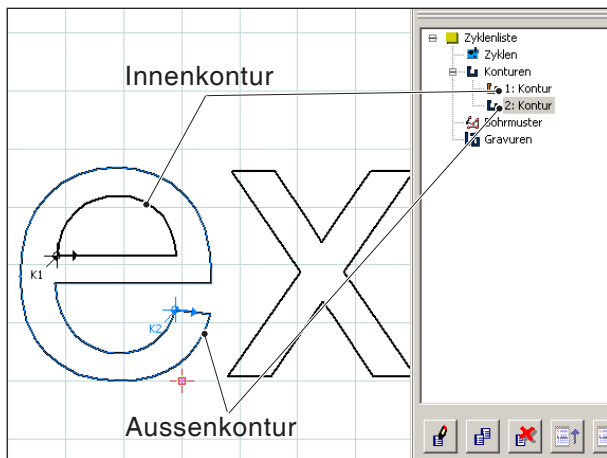 Innenkontur
K1
K2
Aussenkontur
Zyklenliste
Zyklen
Konturen
1: Kontur
2: Kontur
Bohrmuster
Gravuren